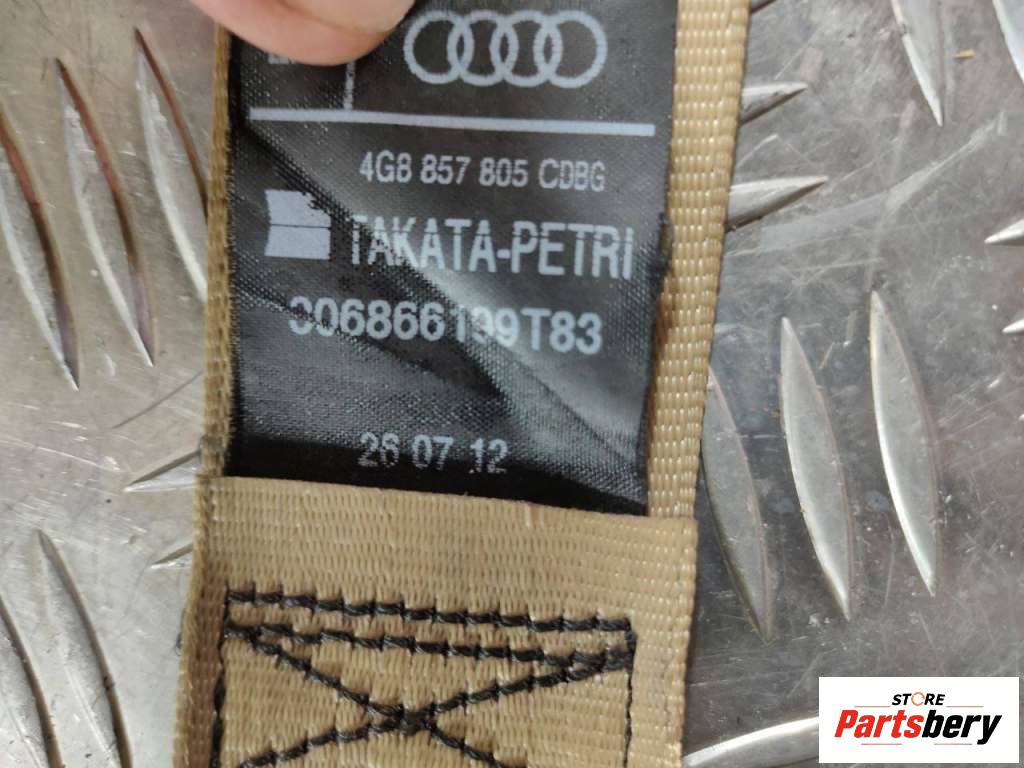 4G8 857 805 CDBG
TAKATA-PETRI
306866199T83
26 07 12
STORE
Partsbery